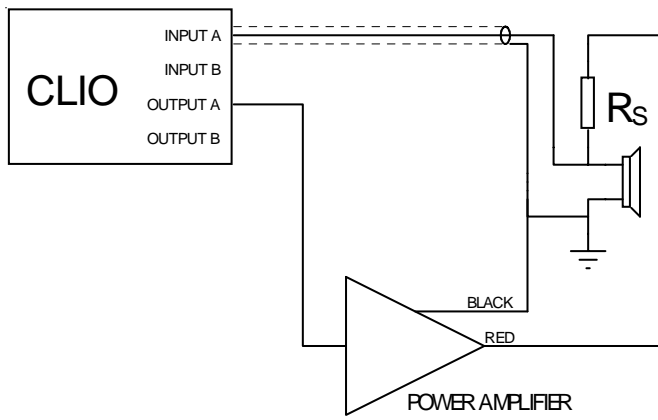 CLIO
INPUT A
INPUT B
OUTPUT A
OUTPUT B
RS
BLACK
RED
POWER AMPLIFIER